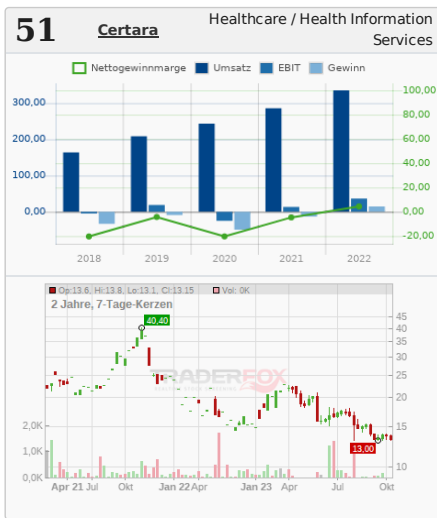 51
Certara
Healthcare / Health Information
Services
Nettogewinnmarge Umsatz EBIT Gewinn
100,00
300,00
80,00
60,00
200,00
40,00
100,00
20,00
0,00 0,00
-20,00
2018 2019 2020 2021 2022
Op:13.6, Hi:13.8, Lo:13.1, Cl:13.15 Vol: 0K
2 Jahre, 7-Tage-Kerzen
40,40
45
40
35
30
TRADERFOX
25
20
2,0K 15
13,00
1,0K
10
0,0K
Apr 21 Jul Okt Jan 22 Apr Jan 23 Apr Jul Okt